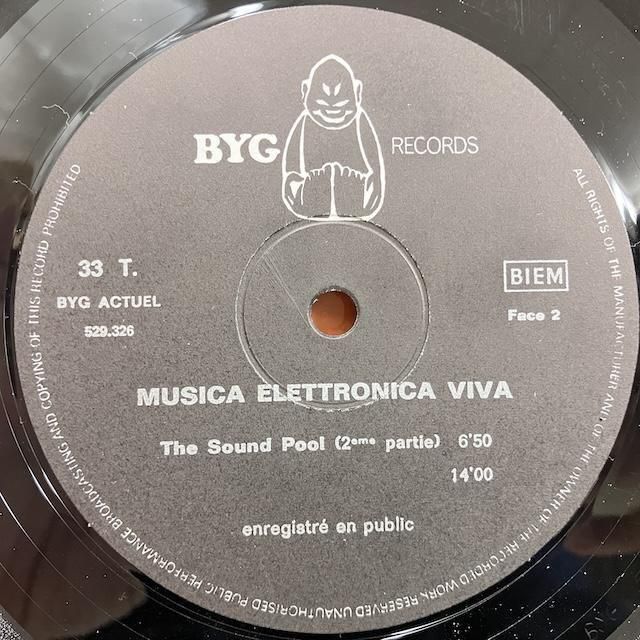 BYG RECORDS
33 T.
BYG ACTUEL
529.326
BIEM
Face 2
MUSICA ELETTRONICA VIVA
The Sound Pool (2eme partie) 6'50
14'00
enregistré en public
ALL RIGHTS OF THE MANUFACTURER AND OF THE OWNER OF THE RECORDED WORK RESERVED UNAUTHORISED PUBLIC PERFORMANCE BROADCASTING AND COPYING OF THIS RECORD PROHIBITED